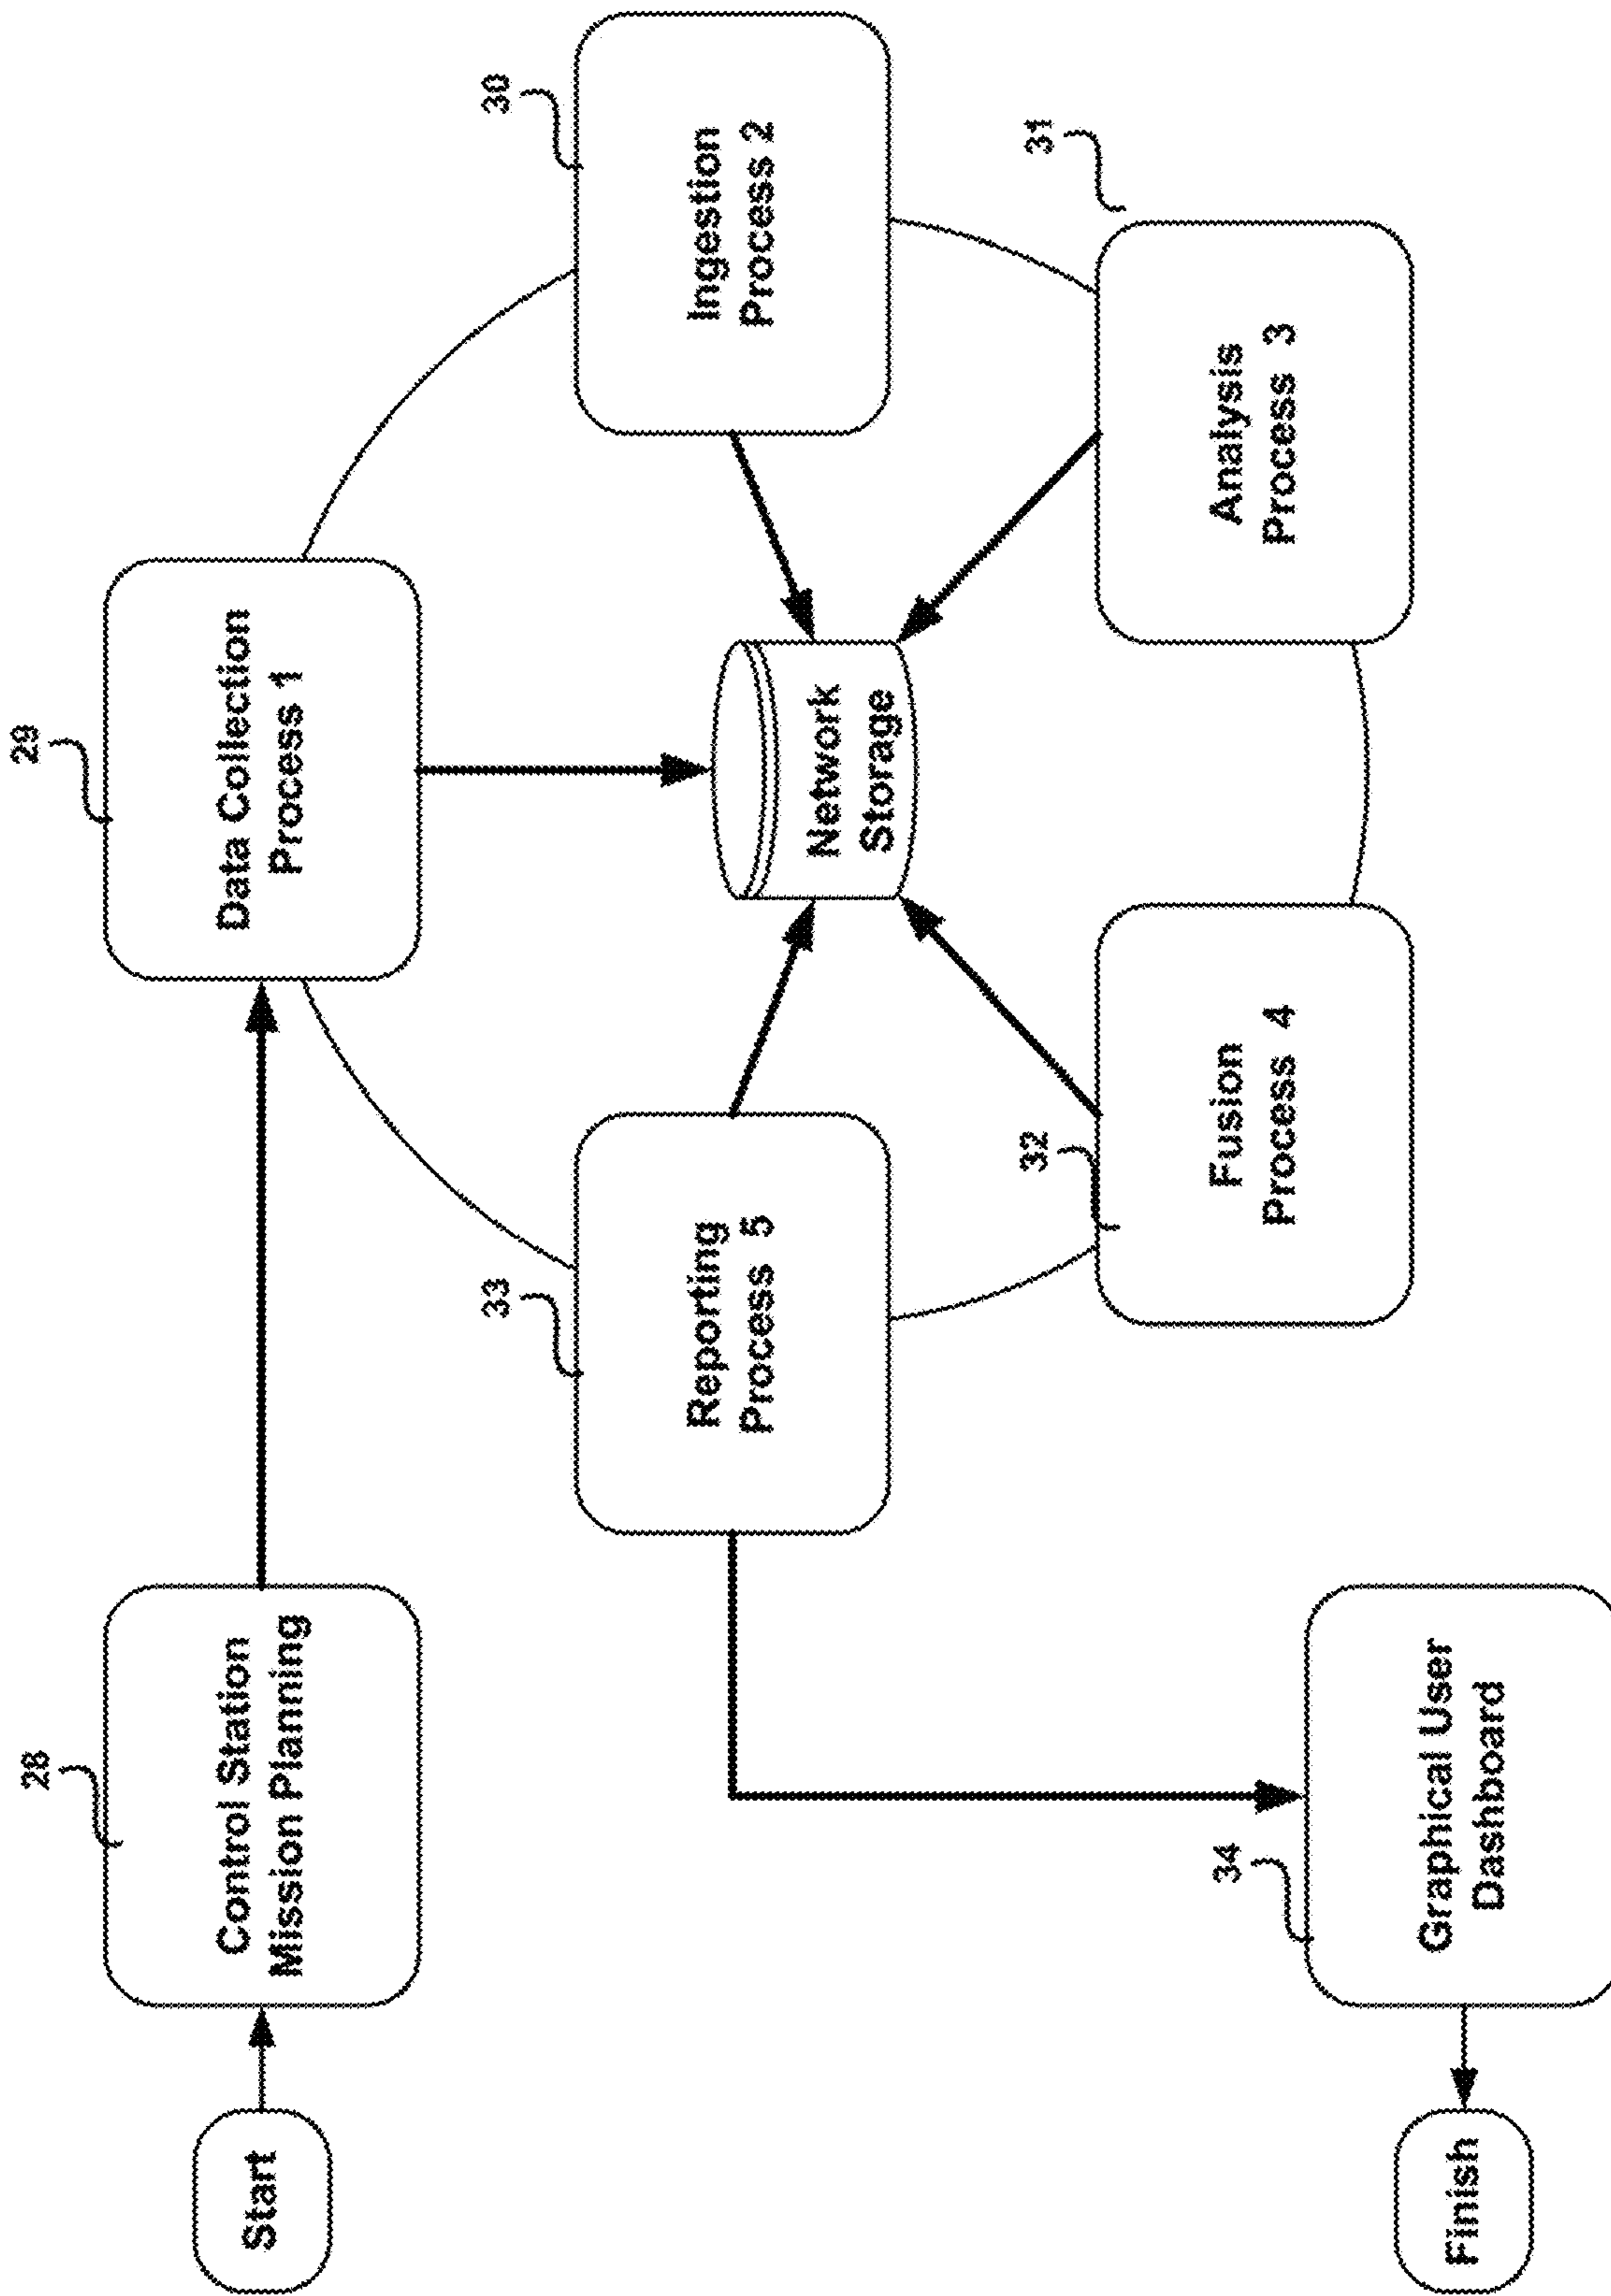 28
Start
Control Station
Mission Planning
29
Data Collection
Process 1
30
Ingestion
Process 2
31
Analysis
Process 3
32
Fusion
Process 4
33
Reporting
Process 5
Network
Storage
34
Graphical User
Dashboard
Finish